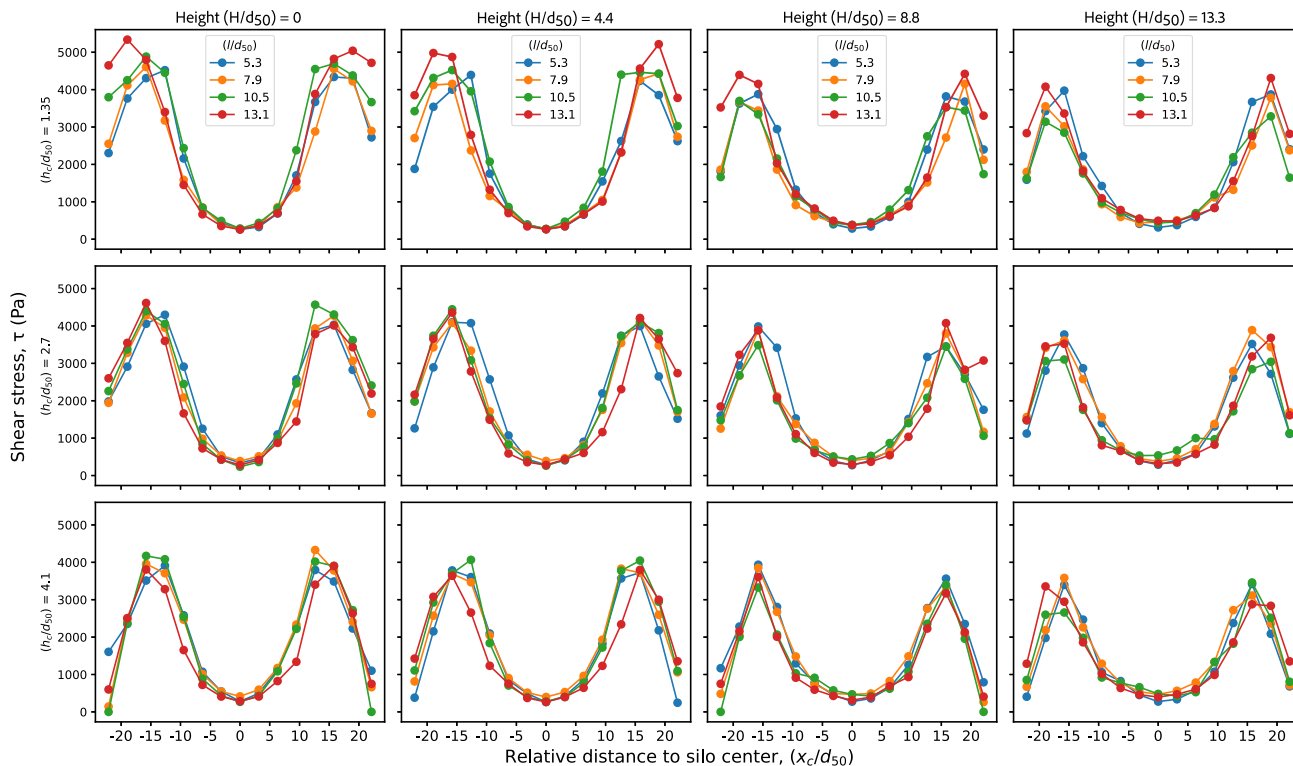 Height (H/d50) = 0
Height (H/d50) = 4.4
Height (H/d50) = 8.8
Height (H/d50) = 13.3
Shear stress, τ (Pa)
(hc/d50) = 1.35
5000
4000
3000
2000
1000
0
(l/d50)
5.3
7.9
10.5
13.1
(l/d50)
5.3
7.9
10.5
13.1
(l/d50)
5.3
7.9
10.5
13.1
(l/d50)
5.3
7.9
10.5
13.1
(hc/d50) = 2.7
5000
4000
3000
2000
1000
0
(hc/d50) = 4.1
5000
4000
3000
2000
1000
0
-20 -15 -10 -5 0 5 10 15 20
-20 -15 -10 -5 0 5 10 15 20
-20 -15 -10 -5 0 5 10 15 20
-20 -15 -10 -5 0 5 10 15 20
Relative distance to silo center, (xc/d50)